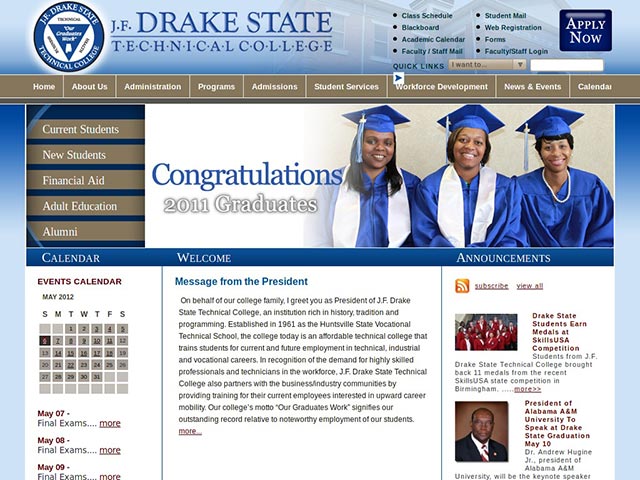 J. F. DRAKE STATE
TECHNICAL
"Our
Graduates
Work"
TECHNICAL COLLEGE
J.F. DRAKE STATE
TECHNICAL COLLEGE
Class Schedule
Blackboard
Academic Calendar
Faculty / Staff Mail
Student Mail
Web Registration
Forms
Faculty/Staff Login
APPLY
NOW
QUICK LINKS
I want to...
Home
About Us
Administration
Programs
Admissions
Student Services
Workforce Development
News & Events
Calendar
Current Students
New Students
Financial Aid
Adult Education
Alumni
Congratulations
2011 Graduates
CALENDAR
WELCOME
ANNOUNCEMENTS
EVENTS CALENDAR
MAY 2012
S M T W T F S
1 2 3 4 5
6 7 8 9 10 11 12
13 14 15 16 17 18 19
20 21 22 23 24 25 26
27 28 29 30 31
May 07 -
Final Exams.... more
May 08 -
Final Exams.... more
May 09 -
Final Exams.... more
Message from the President
On behalf of our college family, I greet you as President of J.F. Drake
State Technical College, an institution rich in history, tradition and
programming. Established in 1961 as the Huntsville State Vocational
Technical School, the college today is an affordable technical college that
trains students for current and future employment in technical, industrial
and vocational careers. In recognition of the demand for highly skilled
professionals and technicians in the workforce, J.F. Drake State Technical
College also partners with the business/industry communities by
providing training for their current employees interested in upward career
mobility. Our college's motto "Our Graduates Work" signifies our
outstanding record relative to noteworthy employment of our students.
more...
subscribe view all
Drake State
Students Earn
Medals at
SkillsUSA
Competition
Students from J.F.
Drake State Technical College brought
back 11 medals from the recent
SkillsUSA state competition in
Birmingham. .....more>>
President of
Alabama A&M
University To
Speak at Drake
State Graduation
May 10
Dr. Andrew Hugine
Jr., president of
Alabama A&M
University, will be the keynote speaker